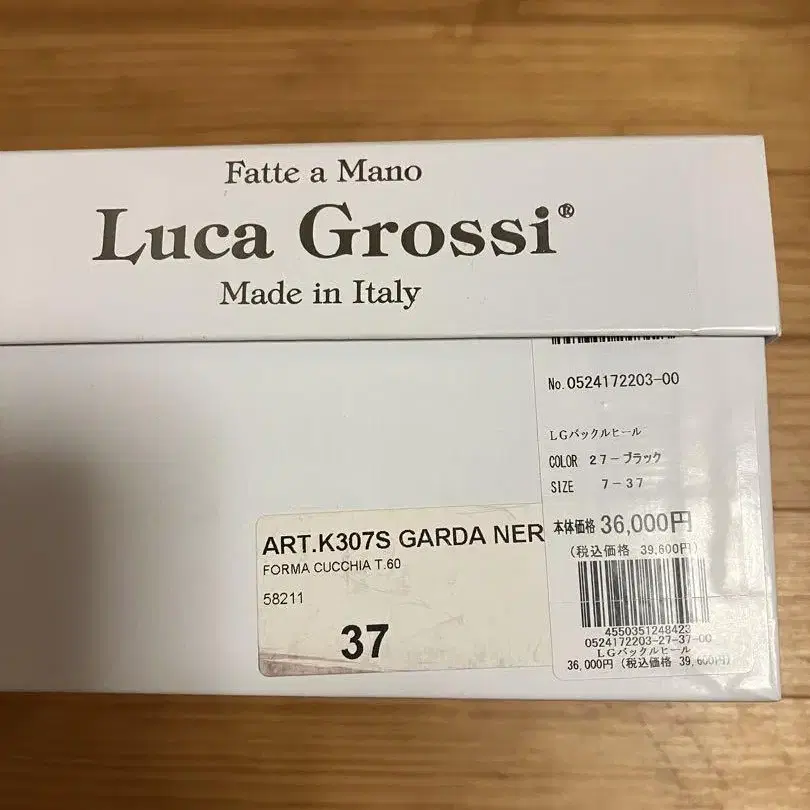 Fatte a Mano
Luca Grossi®
Made in Italy
No.0524172203-00
LGバックルヒール
COLOR 27-ブラック
SIZE 7-37
本体価格 36,000円
(税込価格 39,600円)
4550351248423
0524172203-27-37-00
LGバックルヒール
36,000円 (税込価格 39,600円)
ART.K307S GARDA NER
FORMA CUCCHIA T.60
58211
37